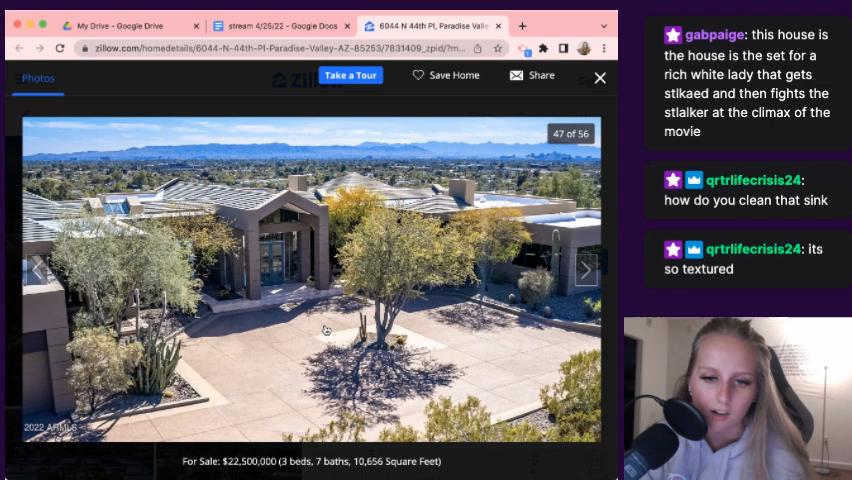 My Drive - Google Drive
stream 4/25/22 - Google Docs
6044 N 44th Pl, Paradise Valle
zillow.com/homedetails/6044-N-44th-Pl-Paradise-Valley-AZ-85253/7831409_zpid/?m...
Photos
Zillow
Take a Tour
Save Home
Share
47 of 56
2022 ARMLS
For Sale: $22,500,000 (3 beds, 7 baths, 10,656 Square Feet)
gabpaige: this house is
the house is the set for a
rich white lady that gets
stlkaed and then fights the
stlalker at the climax of the
movie
qrtrlifecrisis24:
how do you clean that sink
qrtrlifecrisis24: its
so textured